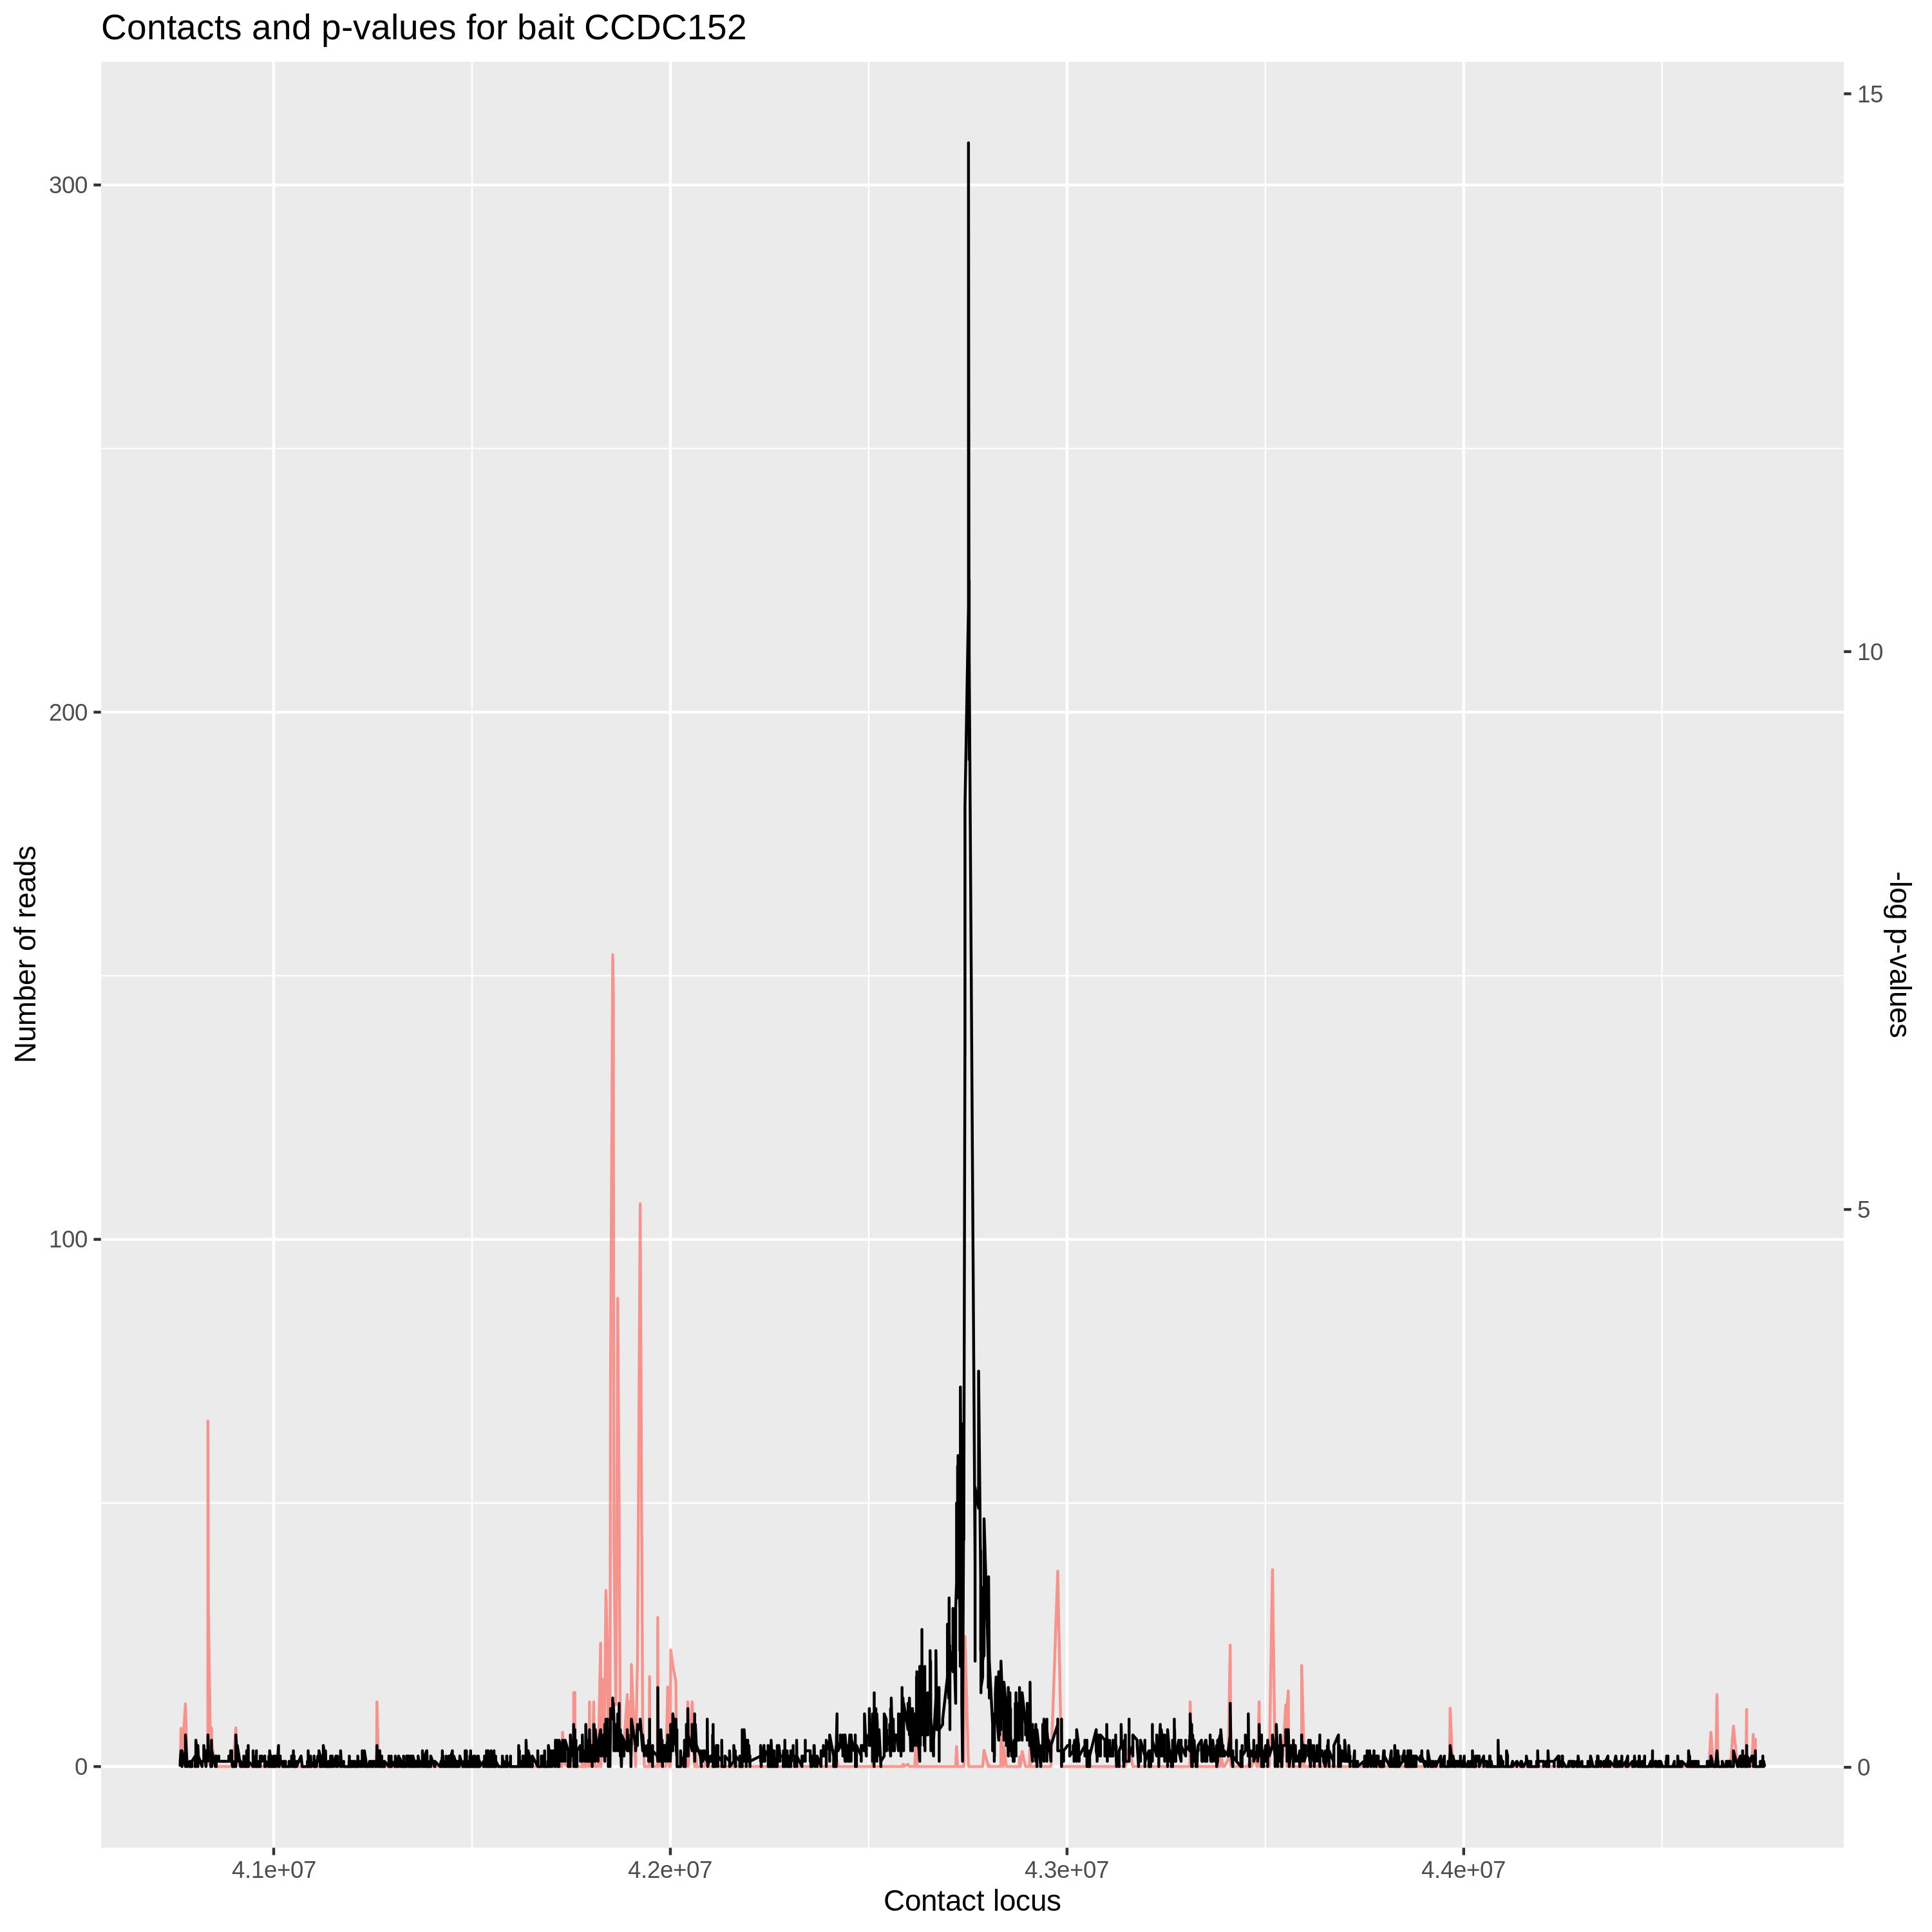 Contacts and p-values for bait CCDC152
15
300
10
200
Number of reads
-log p-values
5
100
0
0
4.1e+07
4.2e+07
4.3e+07
4.4e+07
Contact locus